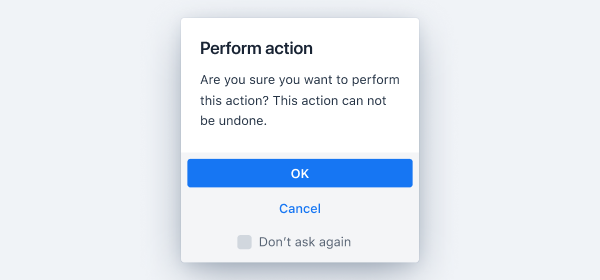 Perform action
Are you sure you want to perform
this action? This action can not
be undone.
OK
Cancel
Don’t ask again